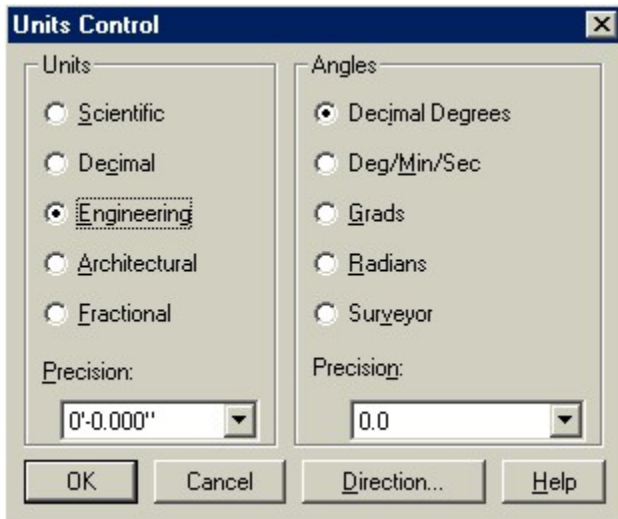 Units Control
Units
Scientific
Decimal
Engineering
Architectural
Fractional
Precision:
0'-0.000"
Angles
Decimal Degrees
Deg/Min/Sec
Grads
Radians
Surveyor
Precision:
0.0
OK
Cancel
Direction...
Help